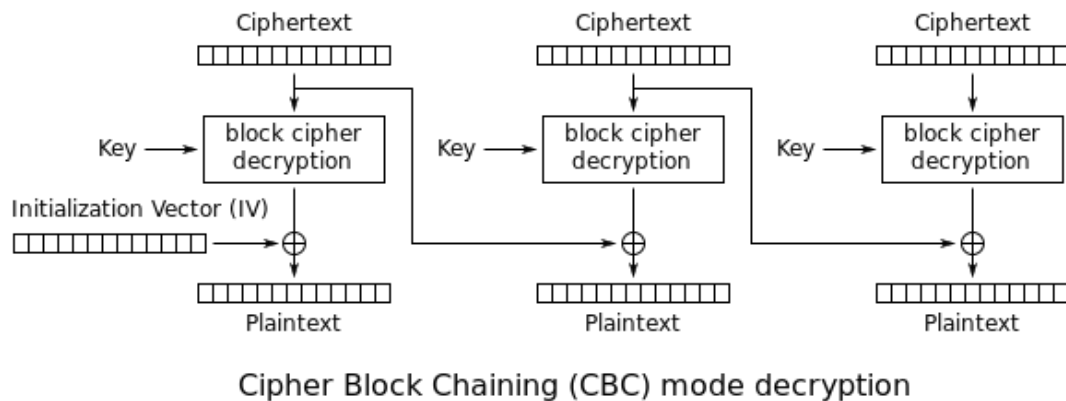 Ciphertext
Ciphertext
Ciphertext
Key
block cipher
decryption
Key
block cipher
decryption
Key
block cipher
decryption
Initialization Vector (IV)
Plaintext
Plaintext
Plaintext
Cipher Block Chaining (CBC) mode decryption